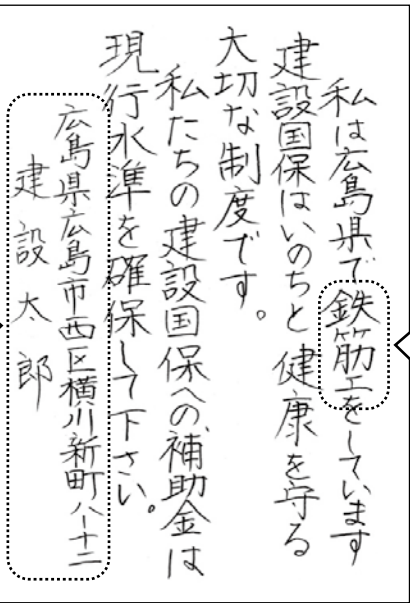 私は広島県で鉄筋工をしています
建設国保はいのちと健康を守る
大切な制度です。
私たちの建設国保への補助金は
現行水準を確保して下さい。
広島県広島市西区横川新町八ー十二
建設太郎